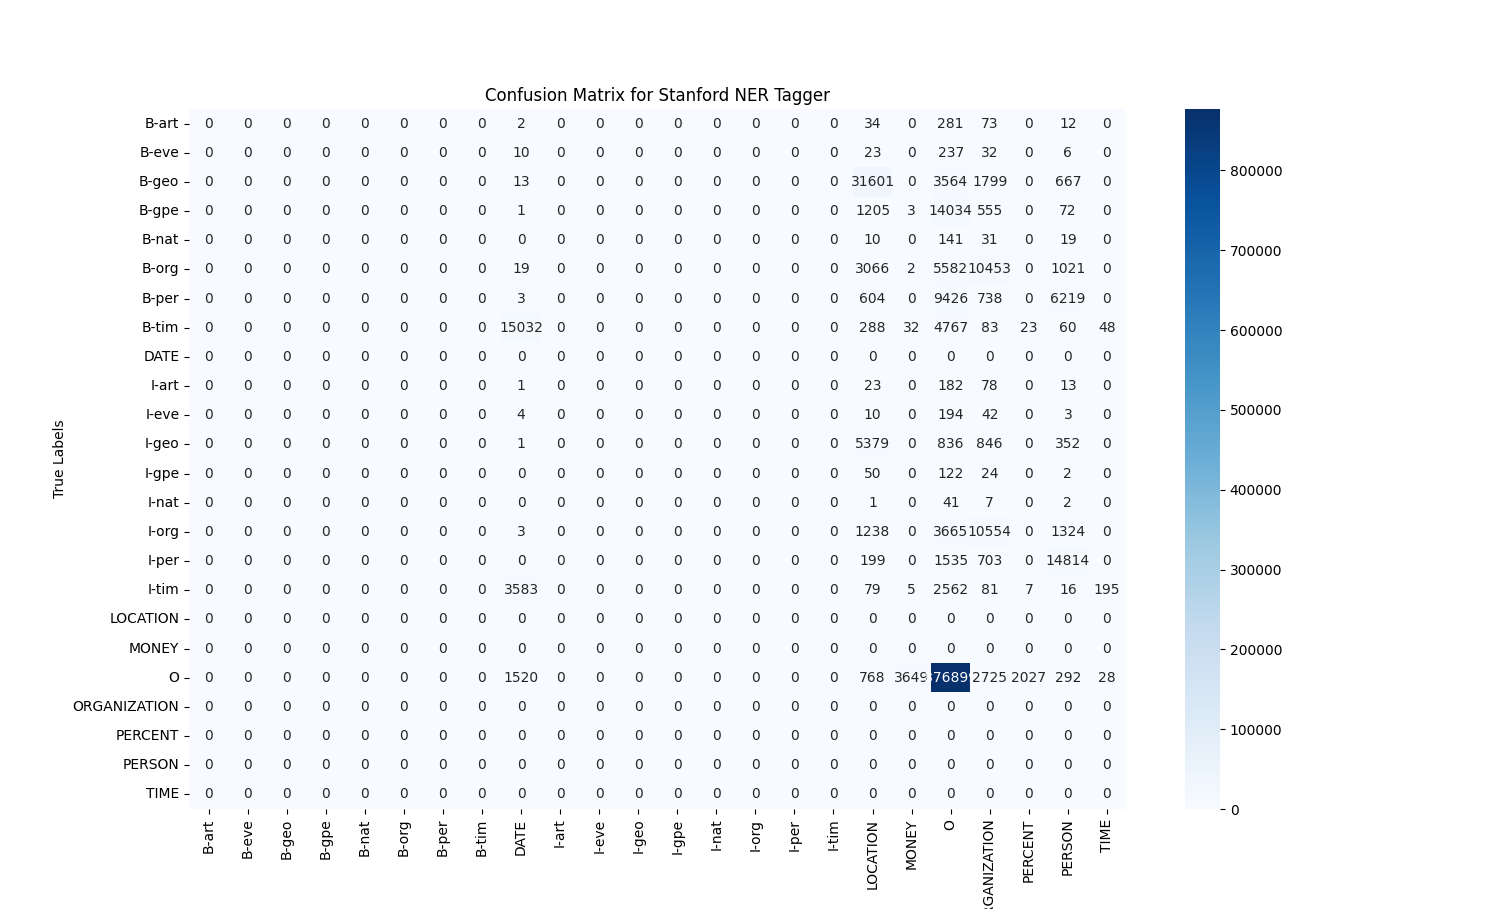 Confusion Matrix for Stanford NER Tagger
True Labels
B-art 0 0 0 0 0 0 0 0 2 0 0 0 0 0 0 0 0 34 0 281 73 0 12 0
B-eve 0 0 0 0 0 0 0 0 10 0 0 0 0 0 0 0 0 23 0 237 32 0 6 0
B-geo 0 0 0 0 0 0 0 0 13 0 0 0 0 0 0 0 0 31601 0 3564 1799 0 667 0
B-gpe 0 0 0 0 0 0 0 0 1 0 0 0 0 0 0 0 0 1205 3 14034 555 0 72 0
B-nat 0 0 0 0 0 0 0 0 0 0 0 0 0 0 0 0 0 10 0 141 31 0 19 0
B-org 0 0 0 0 0 0 0 0 19 0 0 0 0 0 0 0 0 3066 2 5582 10453 0 1021 0
B-per 0 0 0 0 0 0 0 0 3 0 0 0 0 0 0 0 0 604 0 9426 738 0 6219 0
B-tim 0 0 0 0 0 0 0 0 15032 0 0 0 0 0 0 0 0 288 32 4767 83 23 60 48
DATE 0 0 0 0 0 0 0 0 0 0 0 0 0 0 0 0 0 0 0 0 0 0 0 0
I-art 0 0 0 0 0 0 0 0 1 0 0 0 0 0 0 0 0 23 0 182 78 0 13 0
I-eve 0 0 0 0 0 0 0 0 4 0 0 0 0 0 0 0 0 10 0 194 42 0 3 0
I-geo 0 0 0 0 0 0 0 0 1 0 0 0 0 0 0 0 0 5379 0 836 846 0 352 0
I-gpe 0 0 0 0 0 0 0 0 0 0 0 0 0 0 0 0 0 50 0 122 24 0 2 0
I-nat 0 0 0 0 0 0 0 0 0 0 0 0 0 0 0 0 0 1 0 41 7 0 2 0
I-org 0 0 0 0 0 0 0 0 3 0 0 0 0 0 0 0 0 1238 0 3665 10554 0 1324 0
I-per 0 0 0 0 0 0 0 0 0 0 0 0 0 0 0 0 0 199 0 1535 703 0 14814 0
I-tim 0 0 0 0 0 0 0 0 3583 0 0 0 0 0 0 0 0 79 5 2562 81 7 16 195
LOCATION 0 0 0 0 0 0 0 0 0 0 0 0 0 0 0 0 0 0 0 0 0 0 0 0
MONEY 0 0 0 0 0 0 0 0 0 0 0 0 0 0 0 0 0 0 0 0 0 0 0 0
O 0 0 0 0 0 0 0 0 1520 0 0 0 0 0 0 0 0 768 3649 2725 2027 292 28
ORGANIZATION 0 0 0 0 0 0 0 0 0 0 0 0 0 0 0 0 0 0 0 0 0 0 0 0
PERCENT 0 0 0 0 0 0 0 0 0 0 0 0 0 0 0 0 0 0 0 0 0 0 0 0
PERSON 0 0 0 0 0 0 0 0 0 0 0 0 0 0 0 0 0 0 0 0 0 0 0 0
TIME 0 0 0 0 0 0 0 0 0 0 0 0 0 0 0 0 0 0 0 0 0 0 0 0
B-art B-eve B-geo B-gpe B-nat B-org B-per B-tim DATE I-art I-eve I-geo I-gpe I-nat I-org I-per I-tim LOCATION MONEY O RGANIZATION PERCENT PERSON TIME
800000
700000
600000
500000
400000
300000
200000
100000
0